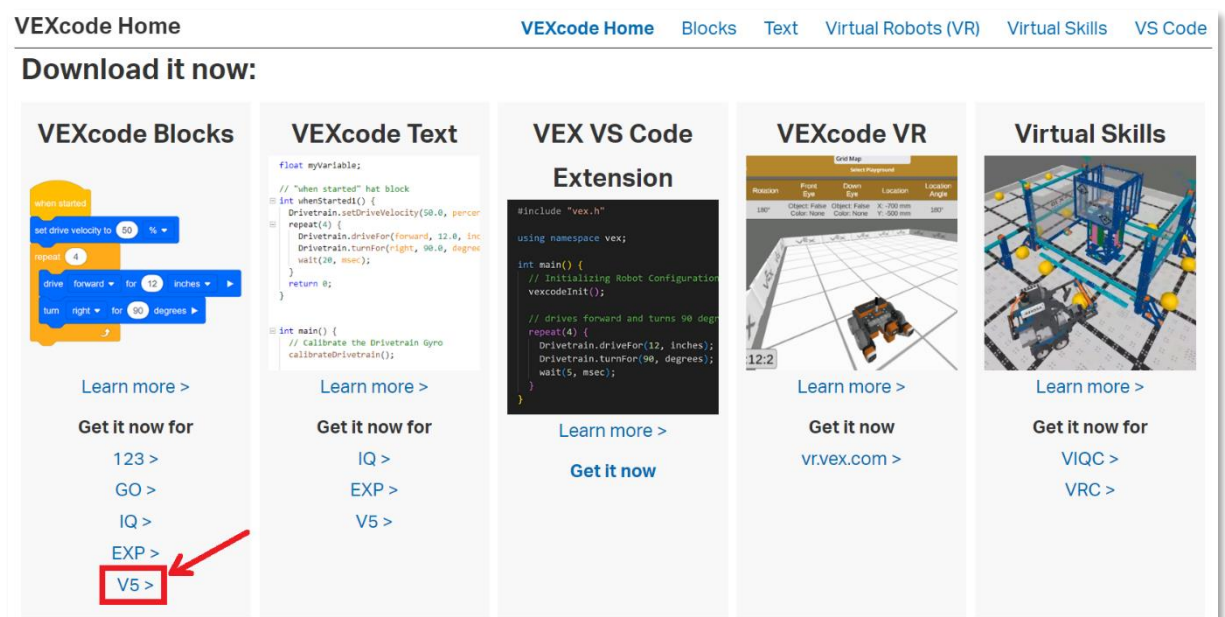 VEXcode Home
VEXcode Home Blocks Text Virtual Robots (VR) Virtual Skills VS Code
Download it now:
VEXcode Blocks
when started
set drive velocity to 50 %
repeat 4
drive forward for 12 inches
turn right for 90 degrees
Learn more >
Get it now for
123 >
GO >
IQ >
EXP >
V5 >
VEXcode Text
float myVariable;
// "when started" hat block
int whenStarted1() {
Drivetrain.setDriveVelocity(50.0, percer
repeat(4) {
Drivetrain.driveFor(forward, 12.0, inc
Drivetrain.turnFor(right, 90.0, degree
wait(20, msec);
}
return 0;
}
int main() {
// Calibrate the Drivetrain Gyro
calibrateDrivetrain();
Learn more >
Get it now for
IQ >
EXP >
V5 >
VEX VS Code
Extension
#include "vex.h"
using namespace vex;
int main() {
// Initializing Robot Configuration
vexcodeInit();
// drives forward and turns 90 degr
repeat(4) {
Drivetrain.driveFor(12, inches);
Drivetrain.turnFor(90, degrees);
wait(5, msec);
}
}
Learn more >
Get it now
VEXcode VR
Grid Map
Select Playground
Rotation Front Eye Down Eye Location Location Angle
180° Object: False Object: False X: -700 mm 180°
Color: None Color: None Y: -500 mm
VEX
:12:2
Learn more >
Get it now
vr.vex.com >
Virtual Skills
Learn more >
Get it now for
VIQC >
VRC >